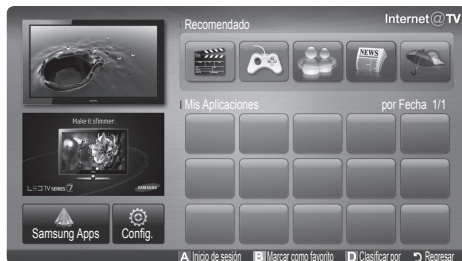 Internet@TV
Recomendado
NEWS
Mis Aplicaciones
por Fecha 1/1
Make it slimmer.
LED TV SERIES 7
SAMSUNG
Samsung Apps
Config.
A Inicio de sesión B Marcar como favorito D Clasificar por Regresar